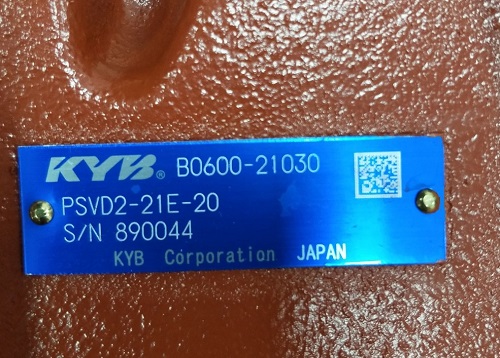 KYB® B0600-21030
PSVD2-21E-20
S/N 890044
KYB Corporation JAPAN